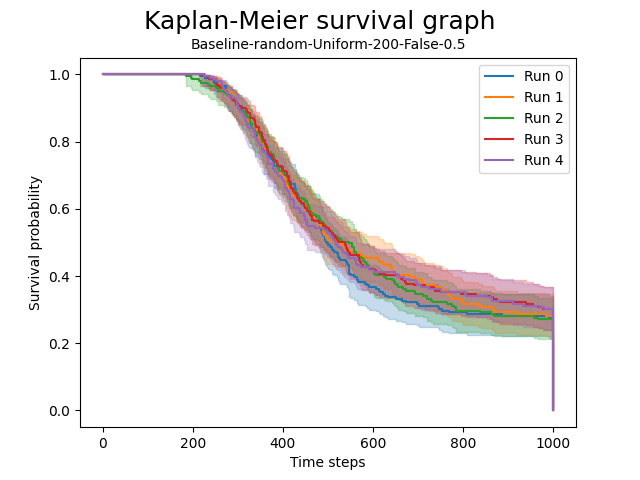 Kaplan-Meier survival graph
Baseline-random-Uniform-200-False-0.5
Survival probability
1.0
0.8
0.6
0.4
0.2
0.0
Run 0
Run 1
Run 2
Run 3
Run 4
0 200 400 600 800 1000
Time steps